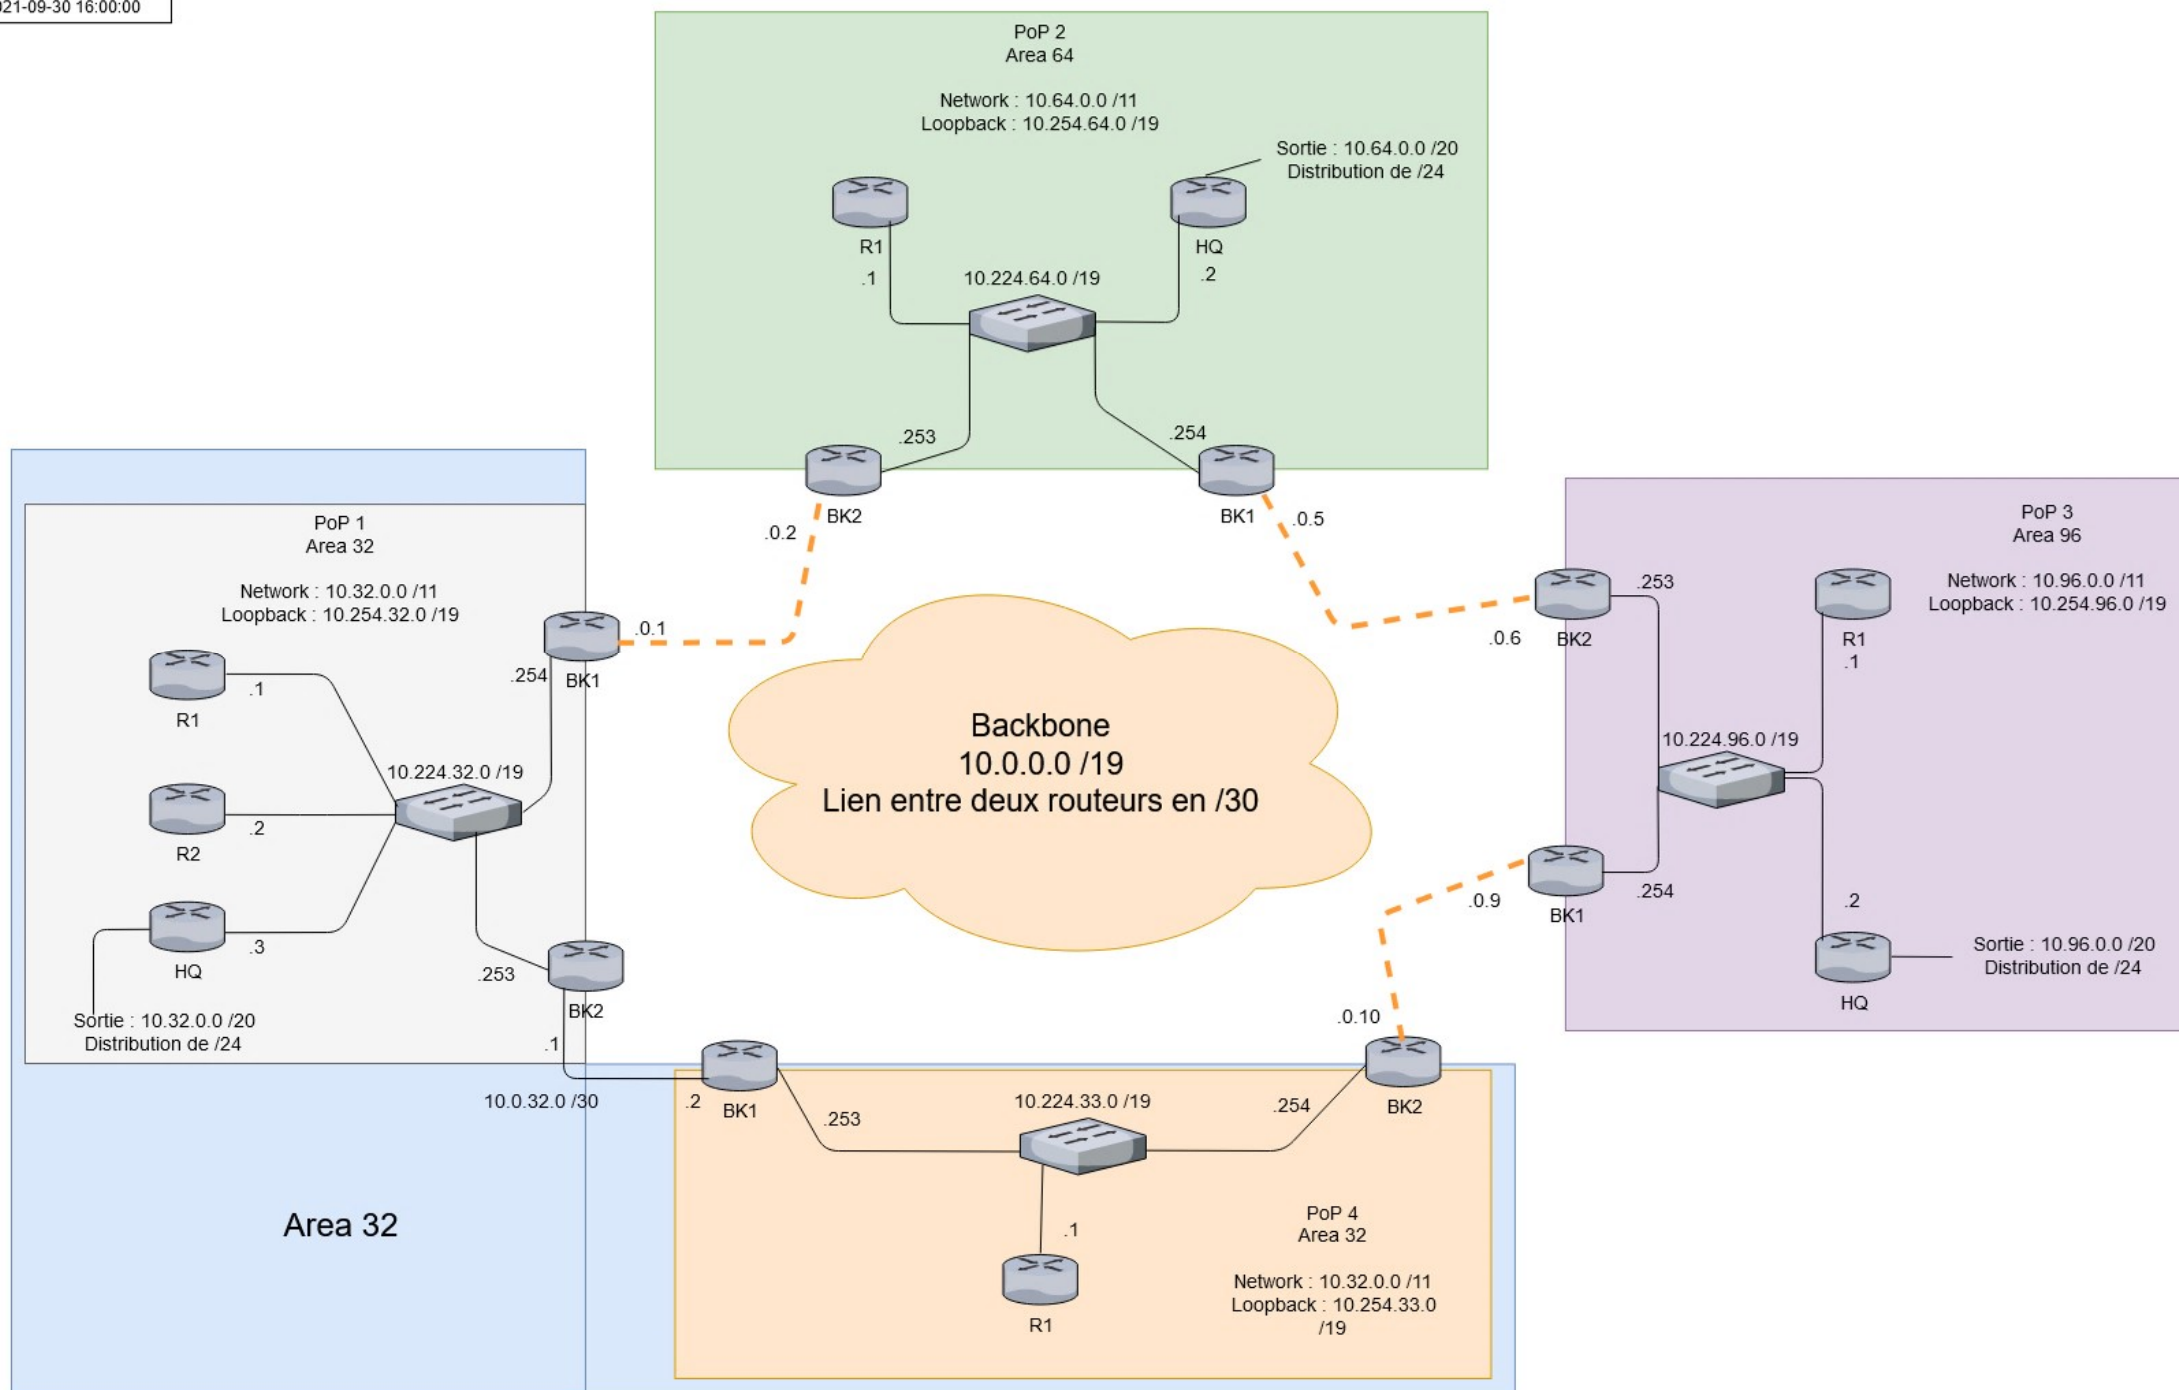 21-09-30 16:00:00
PoP 2
Area 64
Network : 10.64.0.0 /11
Loopback : 10.254.64.0 /19
Sortie : 10.64.0.0 /20
Distribution de /24
R1
.1
HQ
.2
10.224.64.0 /19
.253
.254
BK2
BK1
.0.2
.0.5
PoP 1
Area 32
Network : 10.32.0.0 /11
Loopback : 10.254.32.0 /19
.0.1
.254
BK1
R1
.1
10.224.32.0 /19
R2
.2
HQ
.3
.253
BK2
Sortie : 10.32.0.0 /20
Distribution de /24
.1
10.0.32.0 /30
Area 32
Backbone
10.0.0.0 /19
Lien entre deux routeurs en /30
PoP 3
Area 96
Network : 10.96.0.0 /11
Loopback : 10.254.96.0 /19
.253
.0.6
BK2
R1
.1
10.224.96.0 /19
.0.9
BK1
.254
.2
HQ
Sortie : 10.96.0.0 /20
Distribution de /24
.0.10
.2
BK1
.253
10.224.33.0 /19
.254
BK2
.1
R1
PoP 4
Area 32
Network : 10.32.0.0 /11
Loopback : 10.254.33.0
/19